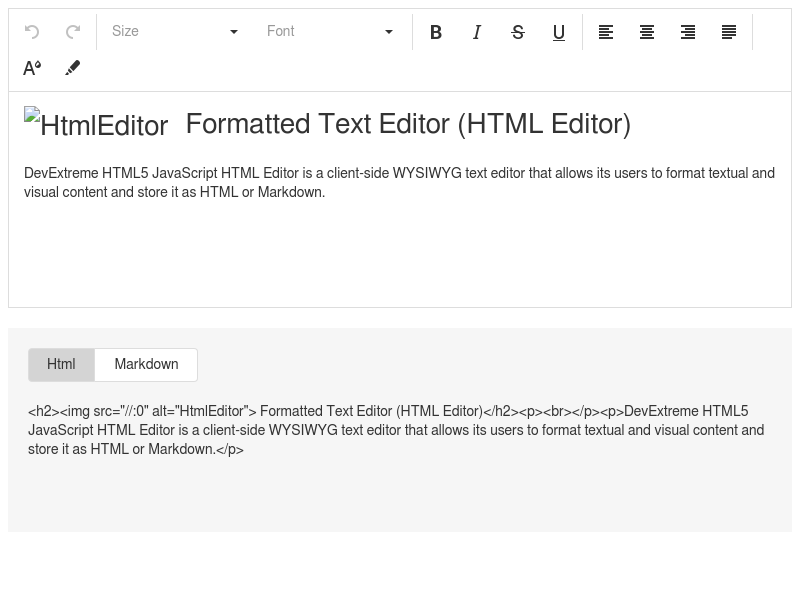 Size Font B I S U
A
HtmlEditor Formatted Text Editor (HTML Editor)
DevExtreme HTML5 JavaScript HTML Editor is a client-side WYSIWYG text editor that allows its users to format textual and
visual content and store it as HTML or Markdown.
Html Markdown
<h2><img src="//:0" alt="HtmlEditor"> Formatted Text Editor (HTML Editor)</h2><p><br></p><p>DevExtreme HTML5
JavaScript HTML Editor is a client-side WYSIWYG text editor that allows its users to format textual and visual content and
store it as HTML or Markdown.</p>